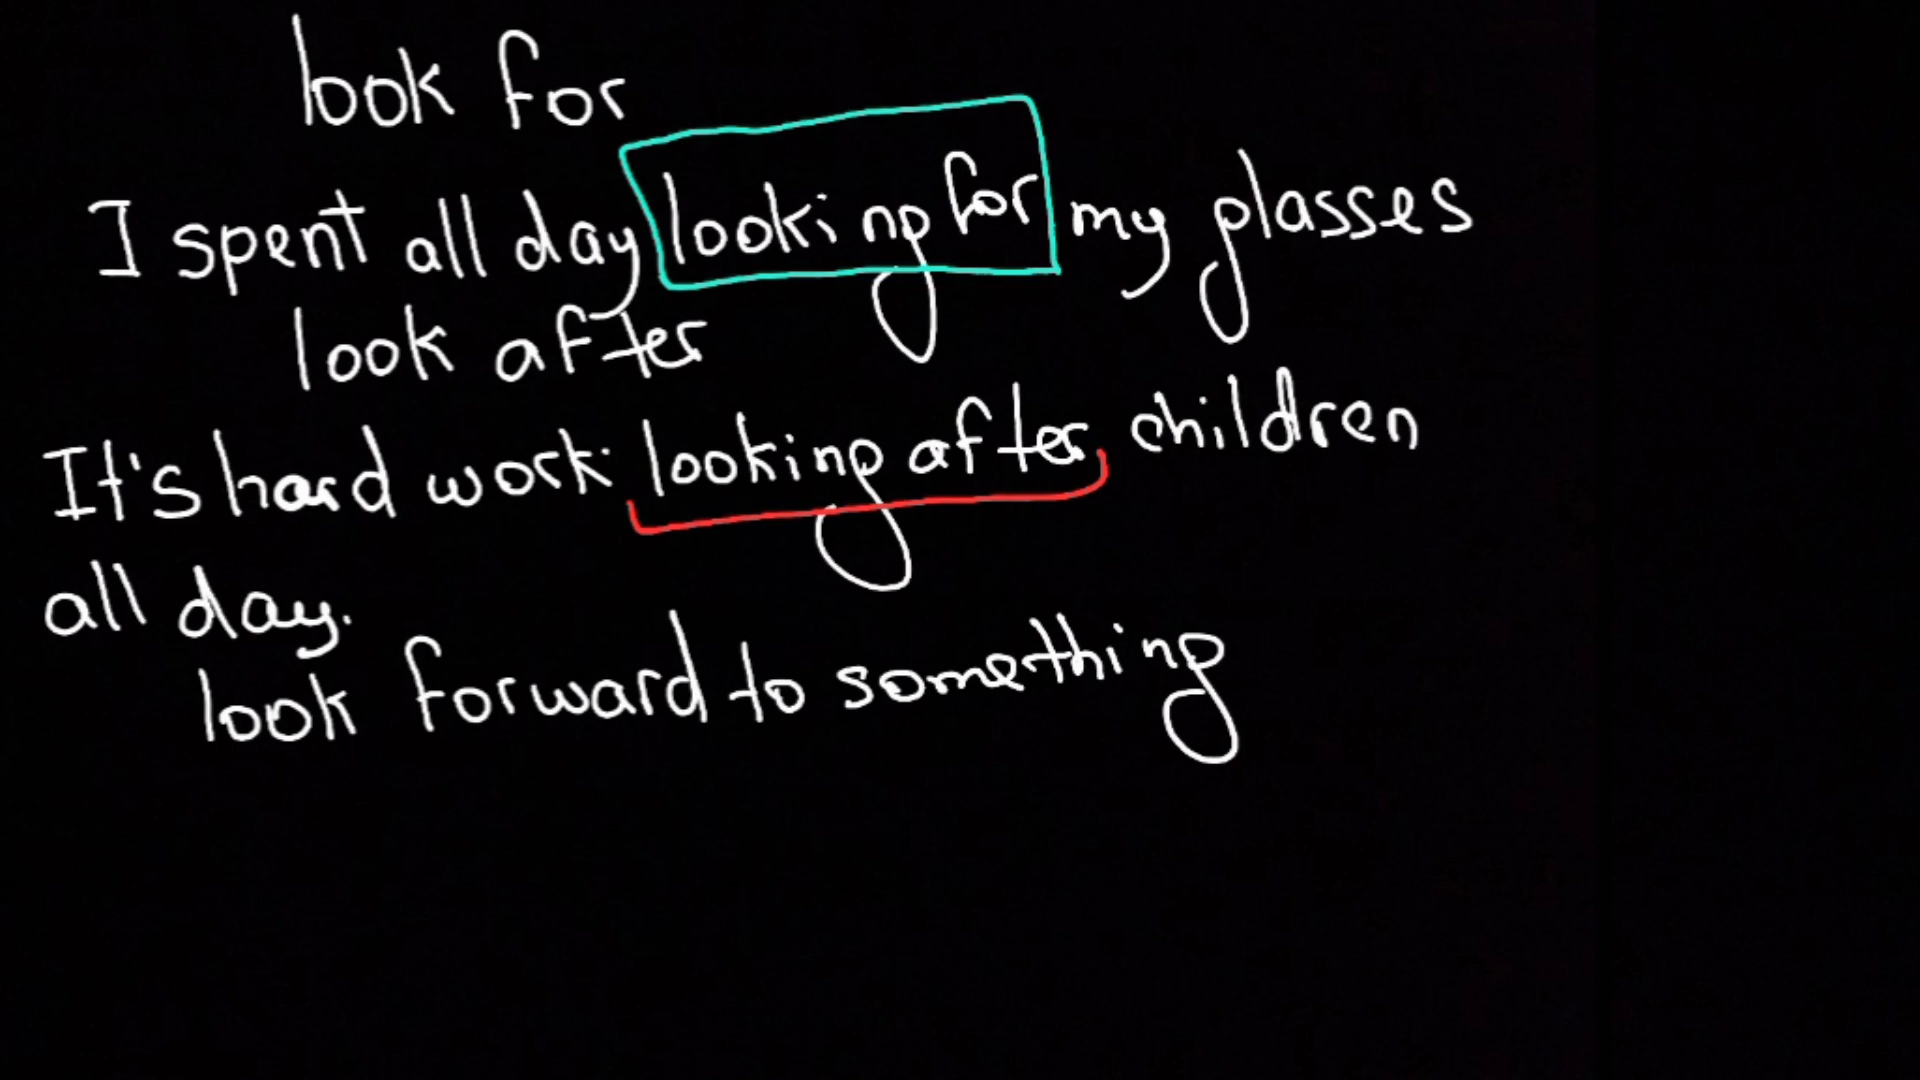 look for
I spent all day looking for my glasses
look after
It's hard work looking after children
all day.
look forward to something